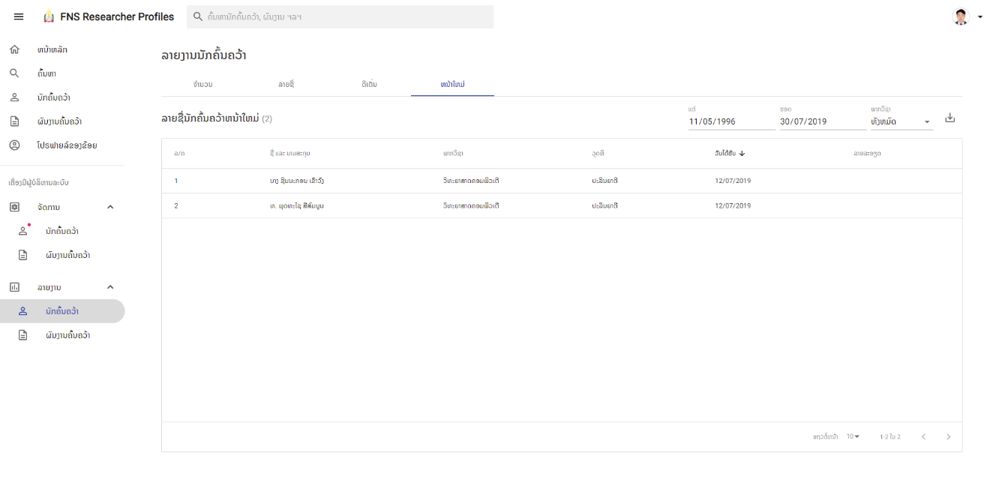 FNS Researcher Profiles
ຄົ້ນຫານັກຄົ້ນຄວ້າ, ຜົນງານ ຯລຯ
ໜ້າຫລັກ
ຄົ້ນຫາ
ນັກຄົ້ນຄວ້າ
ຜົນງານຄົ້ນຄວ້າ
ໂປຣຟາຍລ໌ຂອງຂ້ອຍ
ເຄື່ອງມືຜູ້ບໍລິຫານລະບົບ
ຈັດການ
ນັກຄົ້ນຄວ້າ
ຜົນງານຄົ້ນຄວ້າ
ລາຍງານ
ນັກຄົ້ນຄວ້າ
ຜົນງານຄົ້ນຄວ້າ
ລາຍງານນັກຄົ້ນຄວ້າ
ຈຳນວນ ລາຍຊື່ ດີເດັ່ນ ໜ້າໃໝ່
ລາຍຊື່ນັກຄົ້ນຄວ້າໜ້າໃໝ່ (2)
ແຕ່ ຮອດ ພາກວິຊາ
11/05/1996 30/07/2019 ທັງຫມົດ
ລ/ດ ຊື່ ແລະ ນາມສະກຸນ ພາກວິຊາ ວຸດທິ ວັນໄດ້ຮັບ ລາຍລະອຽດ
1 ນາງ ຊິນນະກອນ ເຂົາວົງ ວິທະຍາສາດຄອມພິວເຕີ ປະລິນຍາຕີ 12/07/2019
2 ທ. ພຸດທະໄຊ ສີສົມບູນ ວິທະຍາສາດຄອມພິວເຕີ ປະລິນຍາຕີ 12/07/2019
ແຖວຕໍ່ຫນ້າ 10 1-2 ໃນ 2